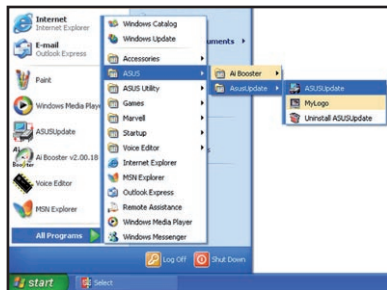 Internet
Internet Explorer
E-mail
Outlook Express
Paint
Windows Media Playe
ASUSUpdate
Ai Booster v2.00.18
Voice Editor
MSN Explorer
All Programs
Windows Catalog
Windows Update
Accessories
ASUS
ASUS Utility
Games
Marvell
Startup
Voice Editor
Internet Explorer
MSN Explorer
Outlook Express
Remote Assistance
Windows Media Player
Windows Messenger
uments
Ai Booster
AsusUpdate
ASUSUpdate
MyLogo
Uninstall ASUSUpdate
Log Off
Shut Down
start
Select